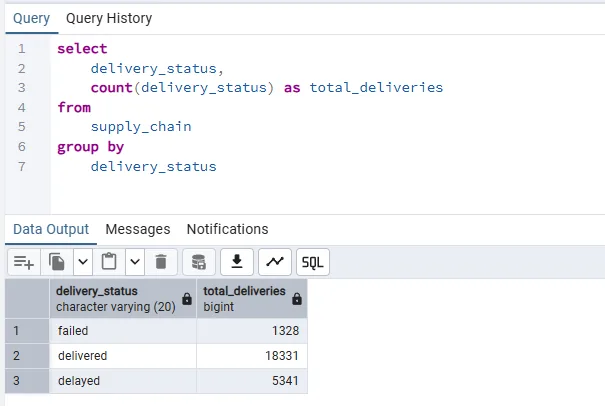 Query Query History
1 select
2 delivery_status,
3 count(delivery_status) as total_deliveries
4 from
5 supply_chain
6 group by
7 delivery_status
Data Output Messages Notifications
SQL
delivery_status total_deliveries
character varying (20) bigint
1 failed 1328
2 delivered 18331
3 delayed 5341